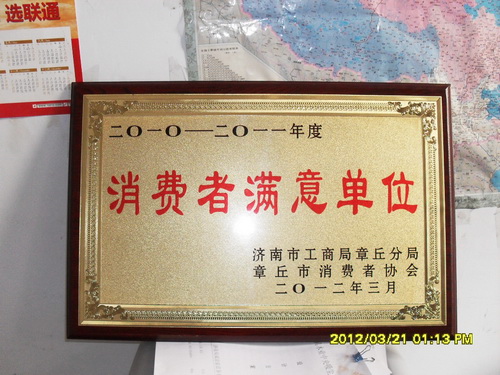 选联通
二〇一〇—二〇一一年度
消费者满意单位
济南市工商局章丘分局
章丘市消费者协会
二〇一二年三月
2012/03/21 01:13 PM